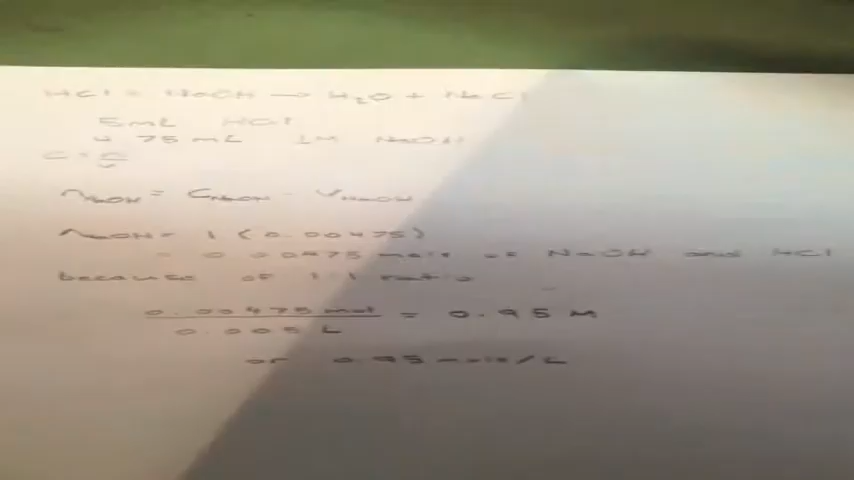 HCl + NaOH → H₂O + NaCl
5mL HCl
4.75 mL 1M NaOH
C = n/v
nNaOH = CNaOH · VNaOH
nNaOH = 1 (0.00475)
= 0.00475 mols of NaOH and HCl
because of 1:1 ratio
0.00475 mol / 0.005 L = 0.95 M
or 0.95 mols/L